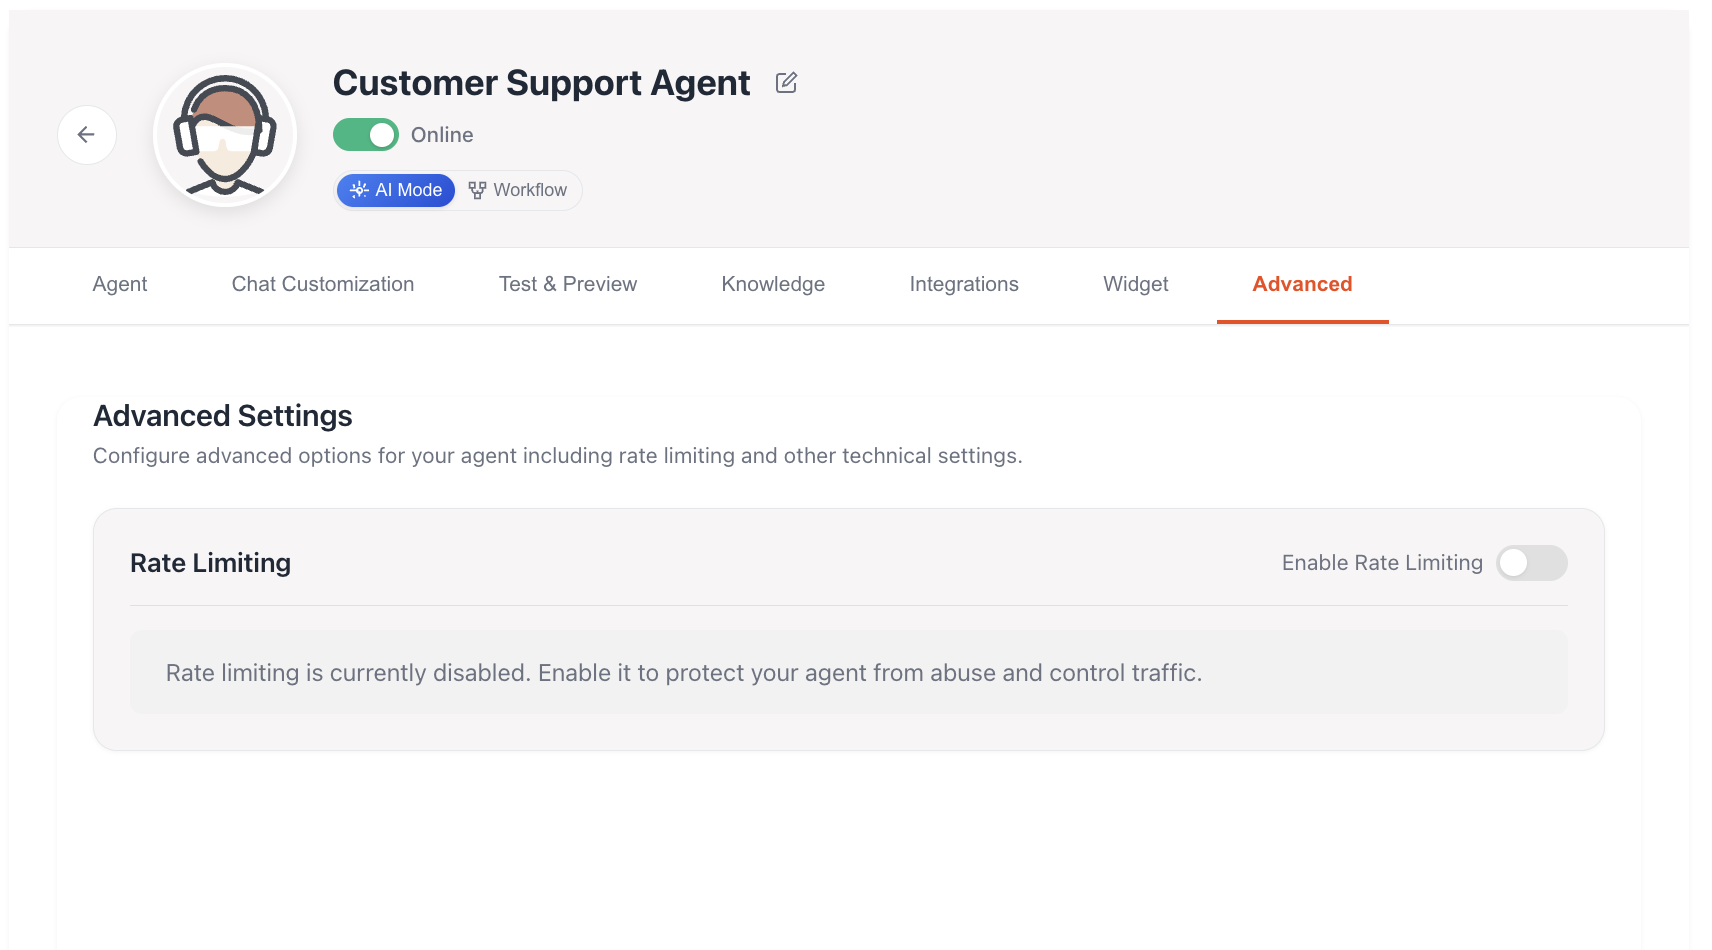 Customer Support Agent
Online
AI Mode
Workflow
Agent
Chat Customization
Test & Preview
Knowledge
Integrations
Widget
Advanced
Advanced Settings
Configure advanced options for your agent including rate limiting and other technical settings.
Rate Limiting
Enable Rate Limiting
Rate limiting is currently disabled. Enable it to protect your agent from abuse and control traffic.